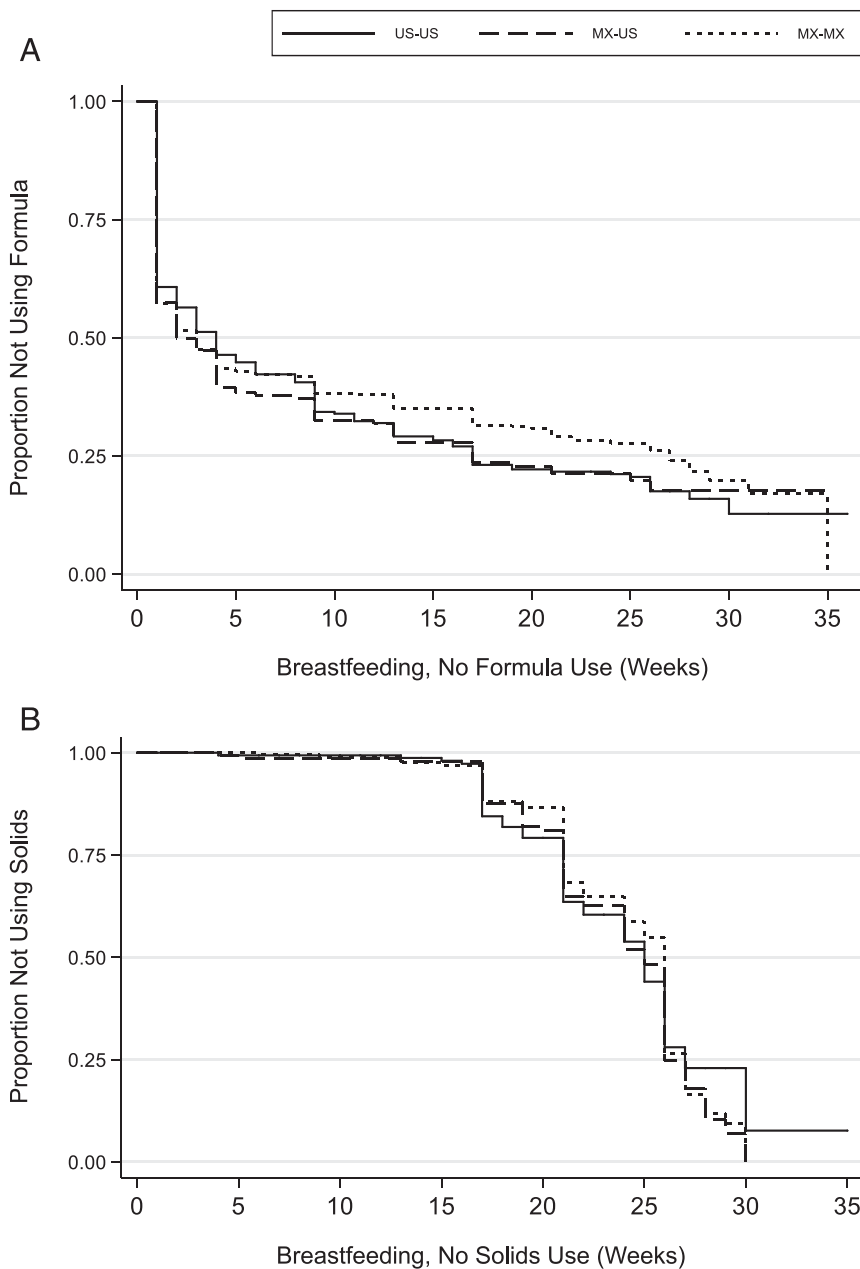 US-US MX-US MX-MX
A
1.00
0.75
0.50
0.25
0.00
Proportion Not Using Formula
0 5 10 15 20 25 30 35
Breastfeeding, No Formula Use (Weeks)
B
1.00
0.75
0.50
0.25
0.00
Proportion Not Using Solids
0 5 10 15 20 25 30 35
Breastfeeding, No Solids Use (Weeks)